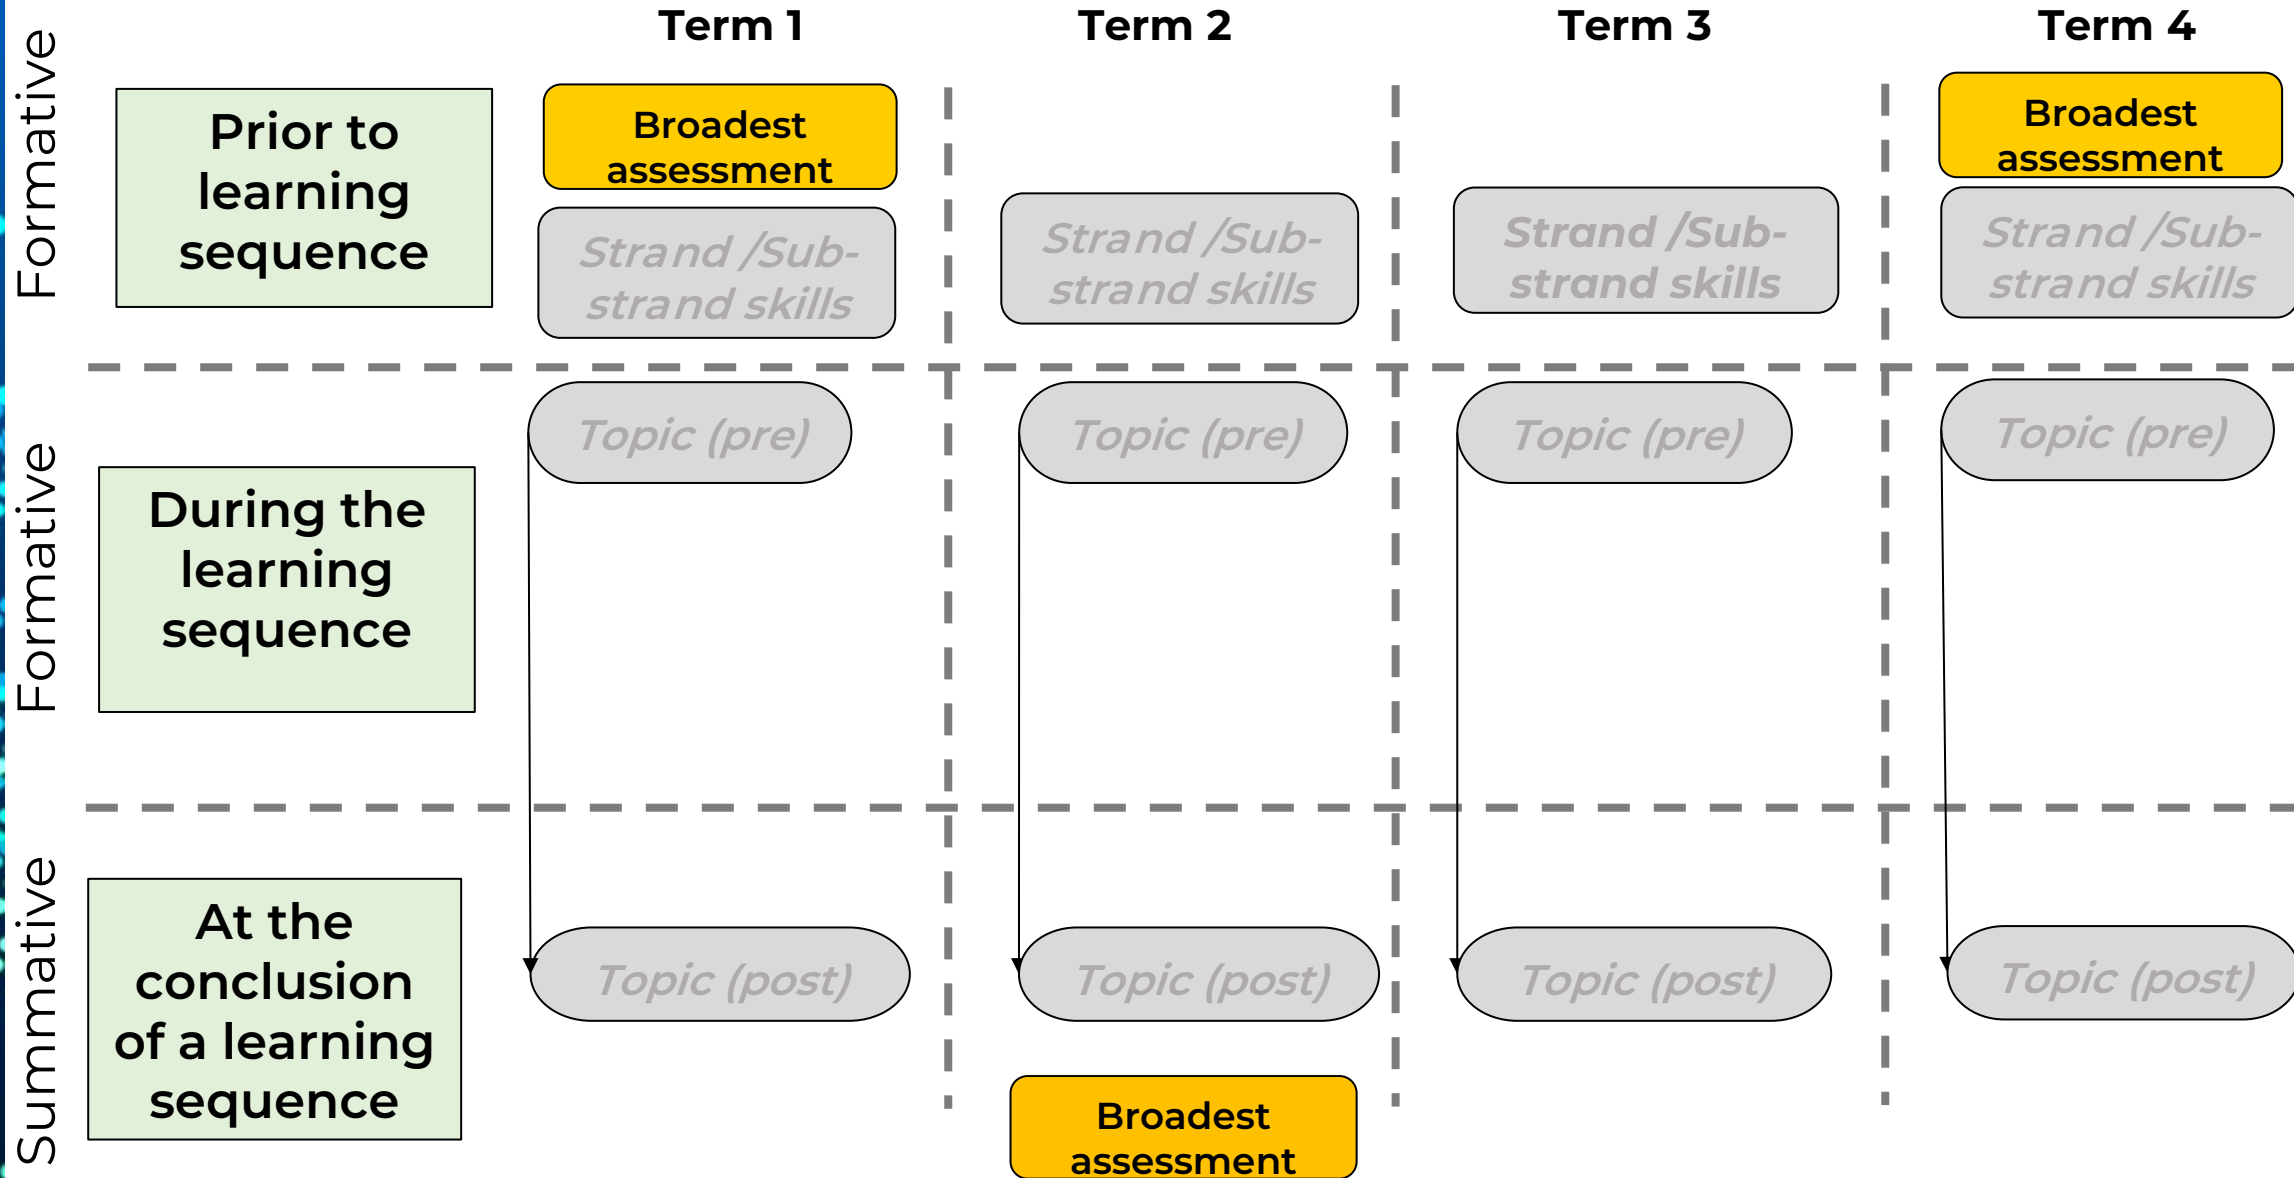 Term 1
Term 2
Term 3
Term 4
Formative
Prior to
learning
sequence
Broadest
assessment
Strand /Sub-
strand skills
Strand /Sub-
strand skills
Strand /Sub-
strand skills
Broadest
assessment
Strand /Sub-
strand skills
Formative
During the
learning
sequence
Topic (pre)
Topic (pre)
Topic (pre)
Topic (pre)
Summative
At the
conclusion
of a learning
sequence
Topic (post)
Topic (post)
Topic (post)
Topic (post)
Broadest
assessment